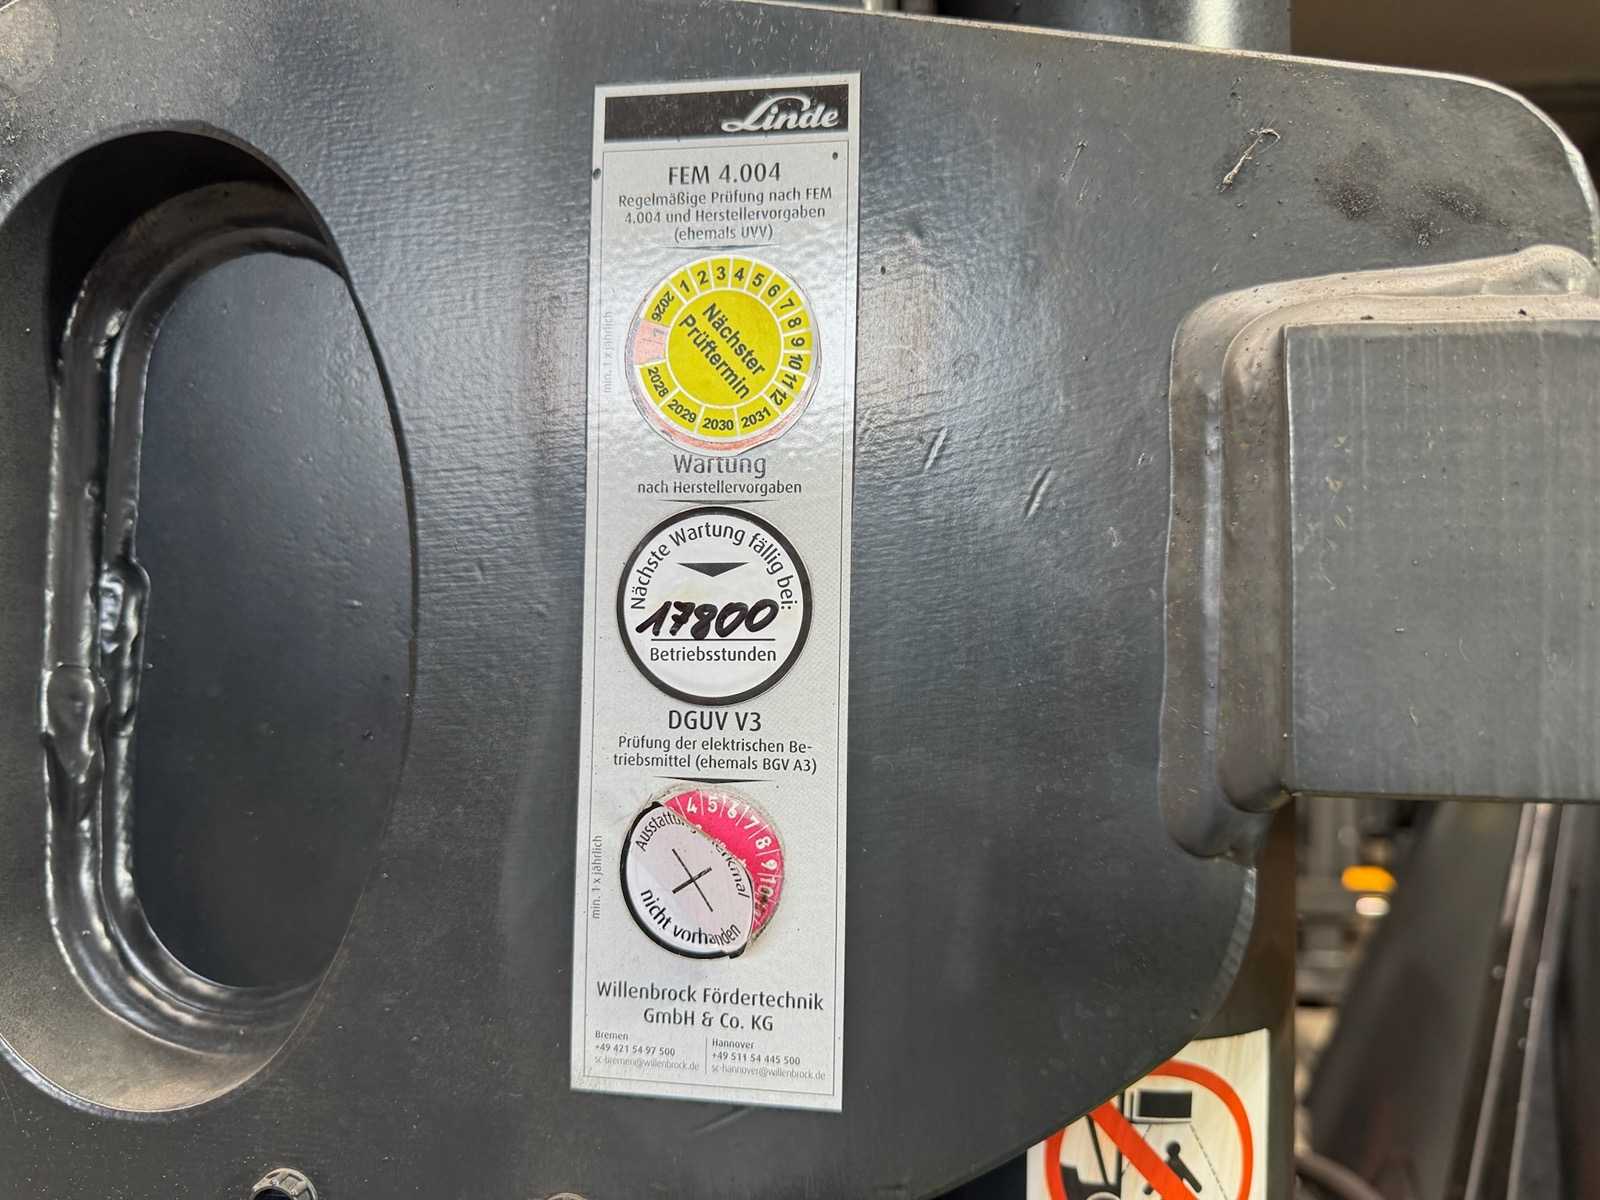 Linde
FEM 4.004
Regelmäßige Prüfung nach FEM
4.004 und Herstellervorgaben
(ehemals UVV)
min. 1 x jährlich
2026 1 2 3 4 5 6 7 8 9 10 11 12
Nächster
Prüftermin
2028 2029 2030 2031
Wartung
nach Herstellervorgaben
Nächste Wartung fällig bei:
17800
Betriebsstunden
DGUV V3
Prüfung der elektrischen Be-
triebsmittel (ehemals BGV A3)
min. 1 x jährlich
4 5 6 7 8 9 10
nicht vorhanden
Willenbrock Fördertechnik
GmbH & Co. KG
Bremen
+49 421 54 97 500
sc-bremen@willenbrock.de
Hannover
+49 511 54 445 500
sc-hannover@willenbrock.de